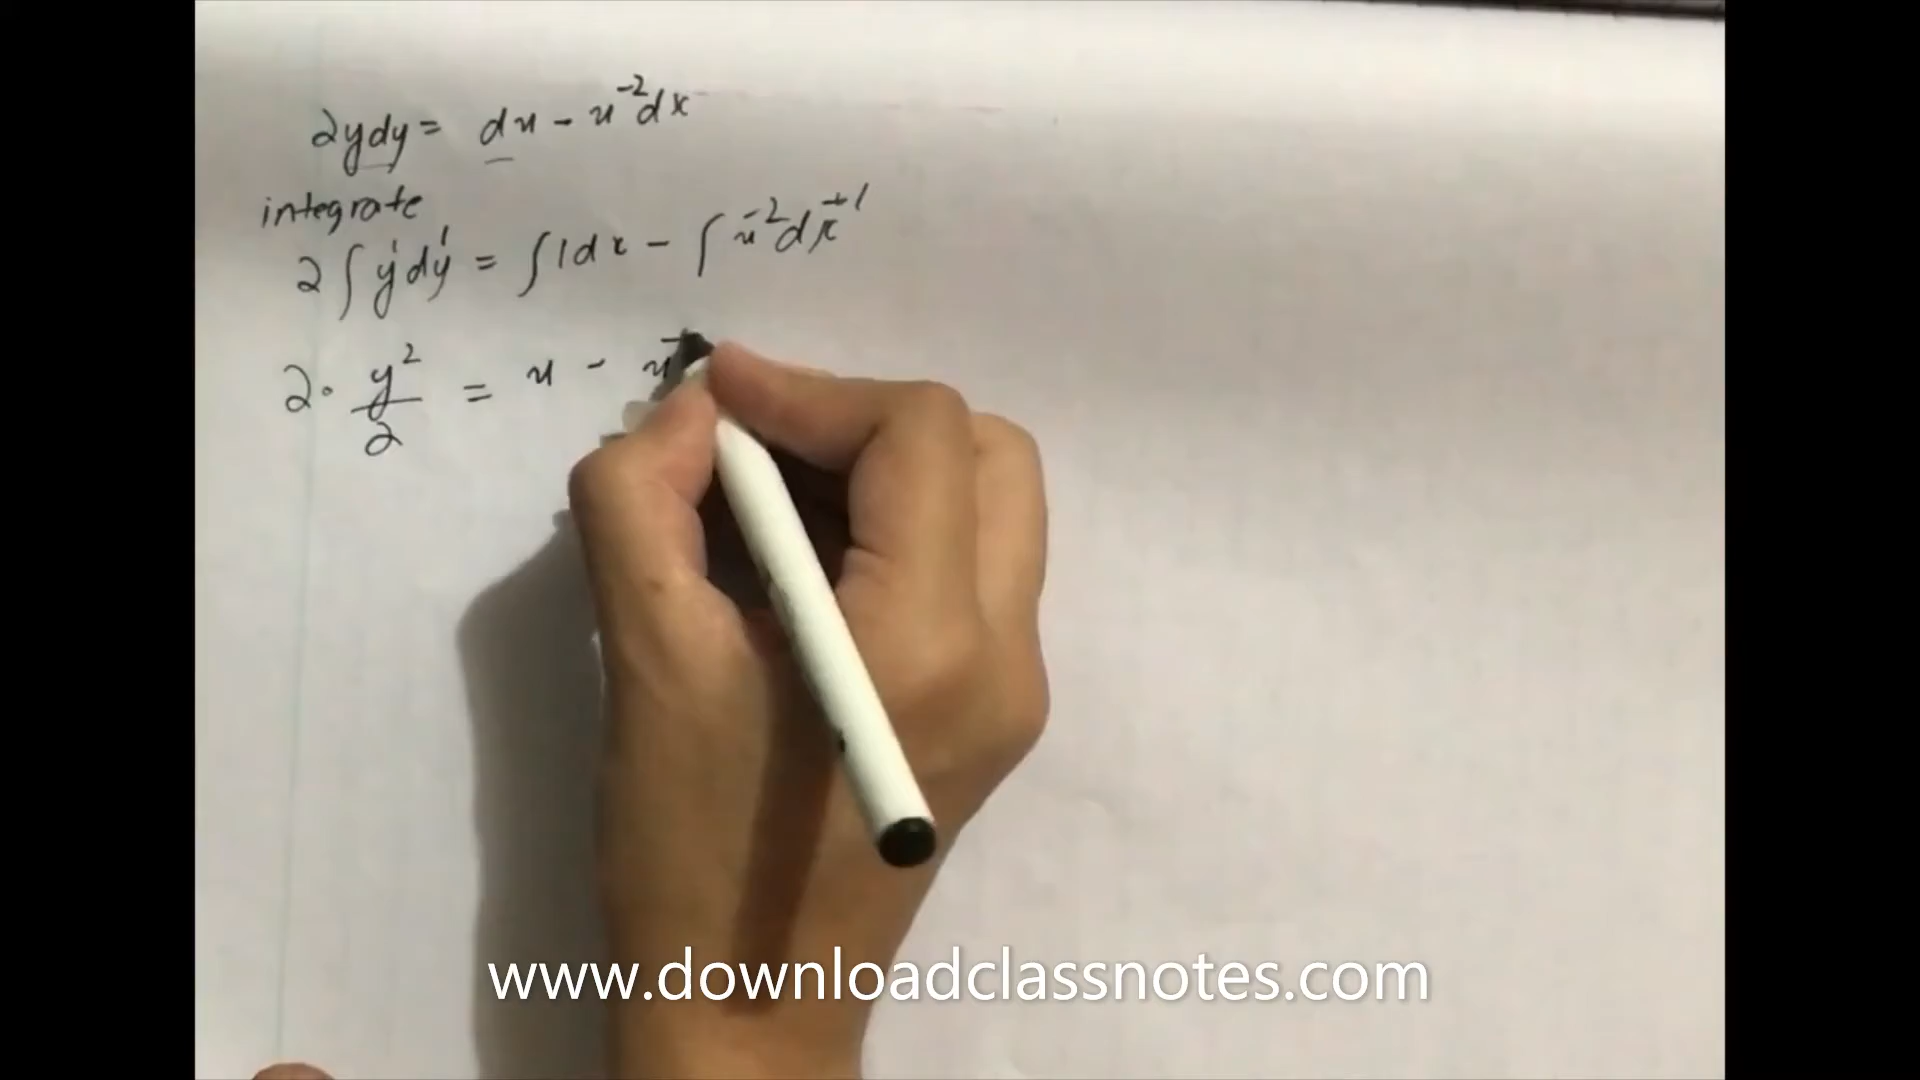 2ydy = dx - x⁻²dx
integrate
2∫y¹dy¹ = ∫1dx - ∫x⁻²dx⁺¹
2 · y²/2 = x - x⁻
www.downloadclassnotes.com